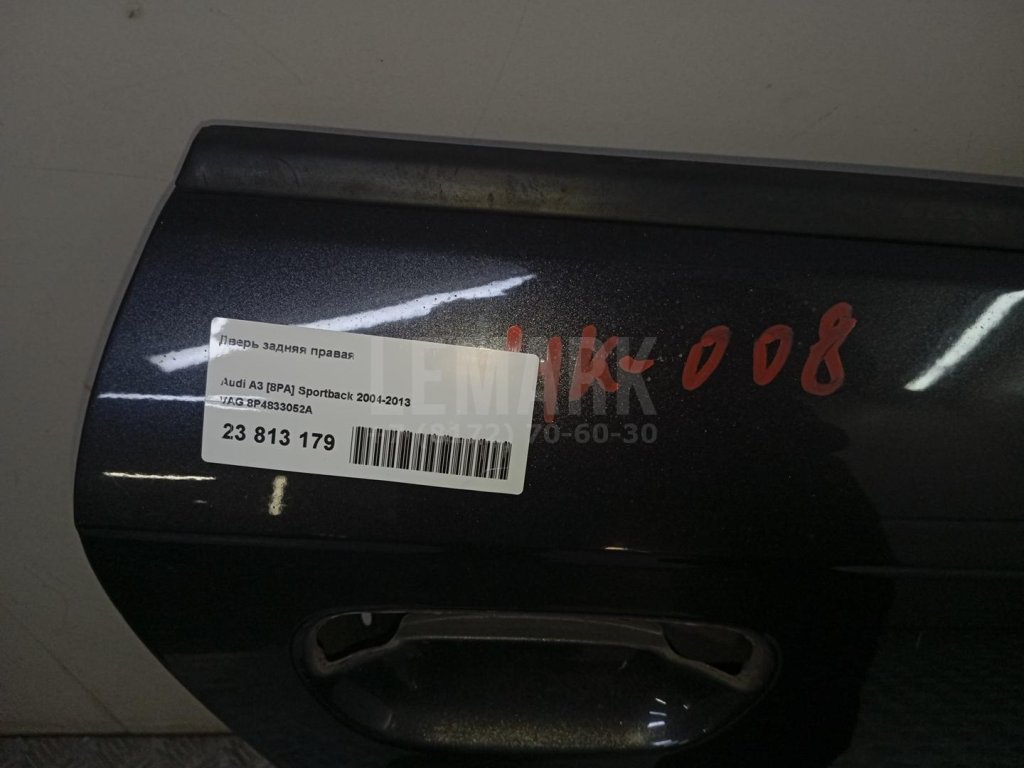 Дверь задняя правая
Audi A3 [8PA] Sportback 2004-2013
VAG 8P4833052A
23 813 179
-008
LEMARK
(8172) 70-60-30